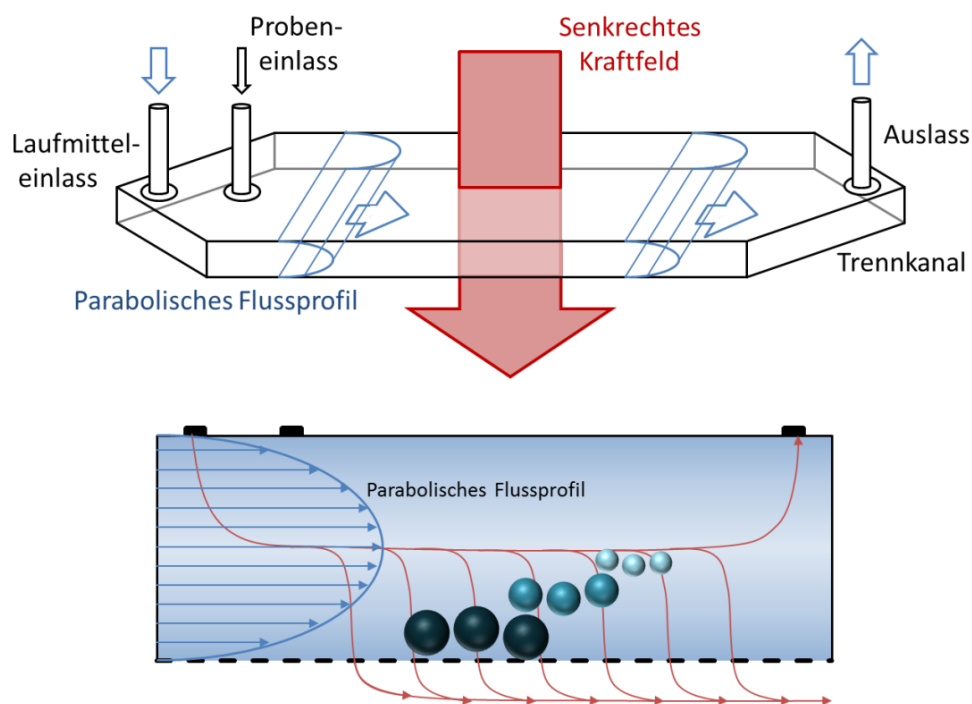 Proben-
einlass
Senkrechtes
Kraftfeld
Laufmittel-
einlass
Auslass
Trennkanal
Parabolisches Flussprofil
Parabolisches Flussprofil